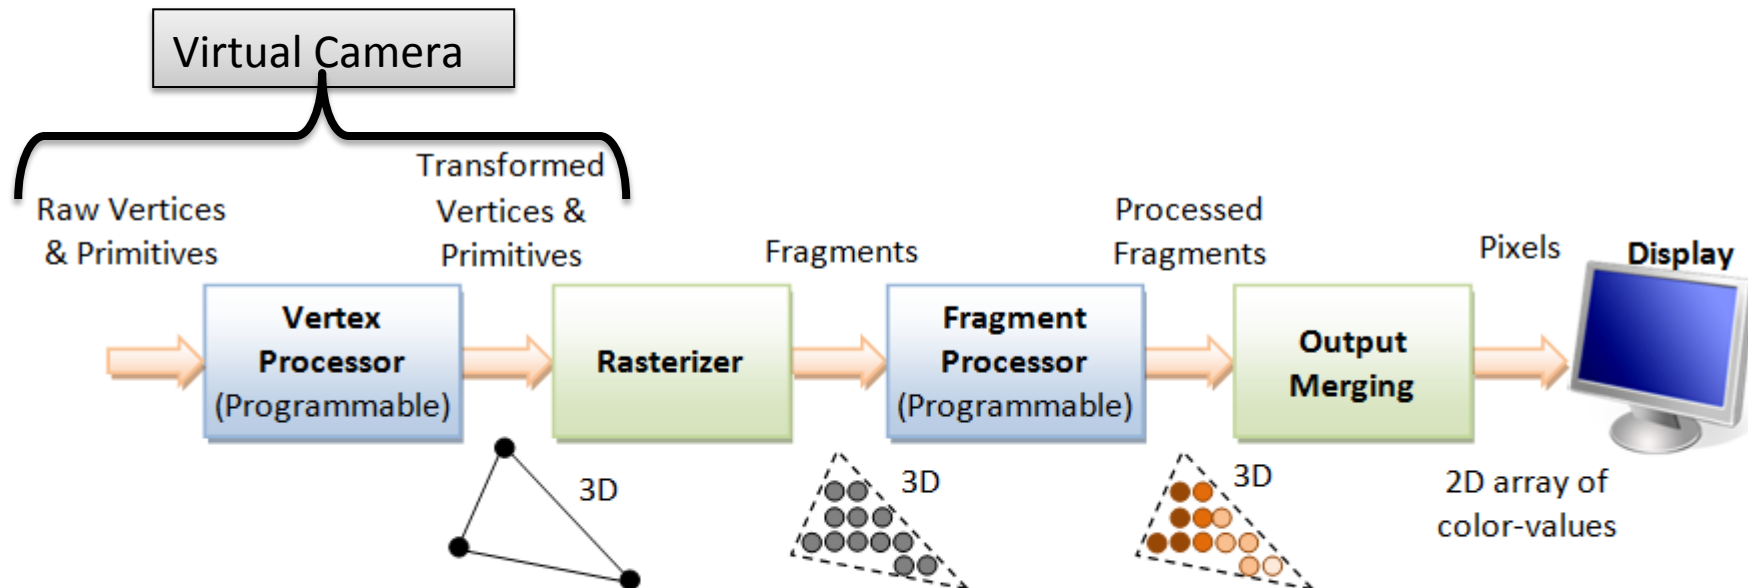 Virtual Camera
Raw Vertices
& Primitives
Transformed
Vertices &
Primitives
Fragments
Processed
Fragments
Pixels
Display
Vertex
Processor
(Programmable)
Rasterizer
Fragment
Processor
(Programmable)
Output
Merging
3D
3D
3D
2D array of
color-values